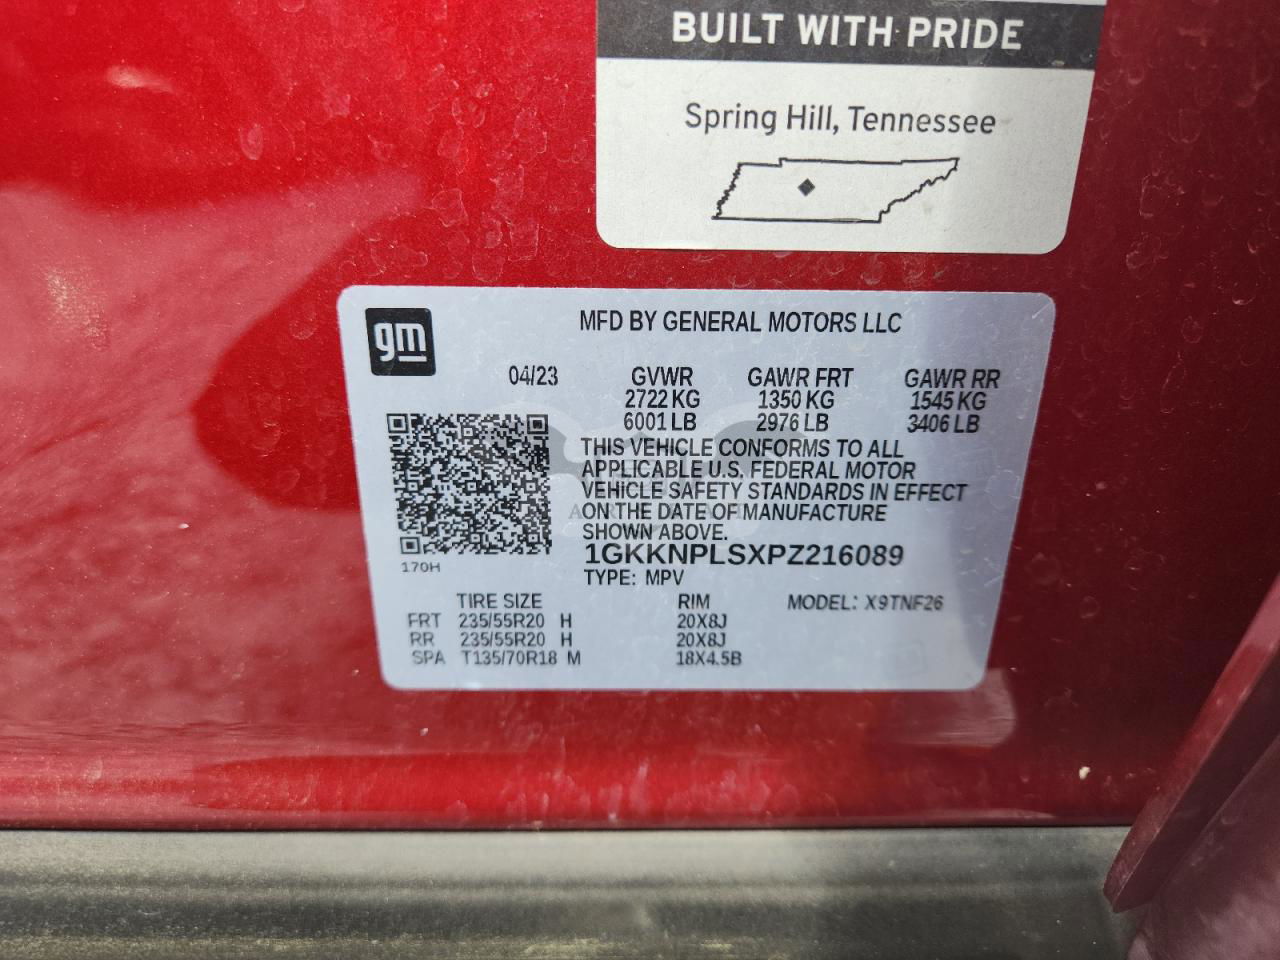 BUILT WITH PRIDE
Spring Hill, Tennessee
gm
MFD BY GENERAL MOTORS LLC
04/23 GVWR GAWR FRT GAWR RR
2722 KG 1350 KG 1545 KG
6001 LB 2976 LB 3406 LB
THIS VEHICLE CONFORMS TO ALL
APPLICABLE U.S. FEDERAL MOTOR
VEHICLE SAFETY STANDARDS IN EFFECT
ON THE DATE OF MANUFACTURE
SHOWN ABOVE.
1GKKNPLSXPZ216089
170H
TYPE: MPV
TIRE SIZE RIM MODEL: X9TNF26
FRT 235/55R20 H 20X8J
RR 235/55R20 H 20X8J
SPA T135/70R18 M 18X4.5B